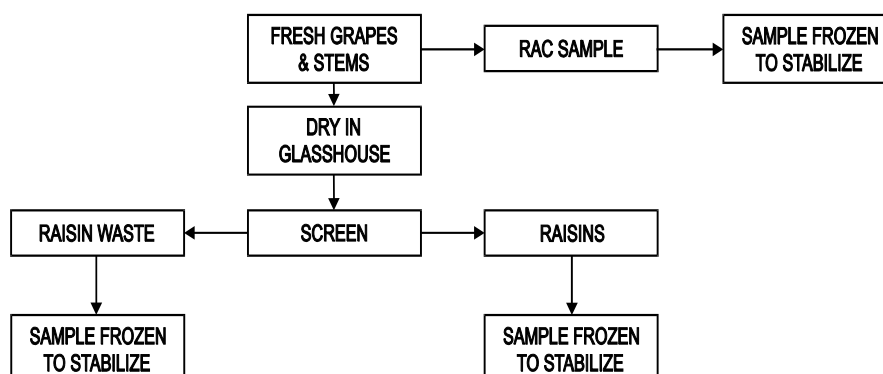 FRESH GRAPES
& STEMS
RAC SAMPLE
SAMPLE FROZEN
TO STABILIZE
DRY IN
GLASSHOUSE
RAISIN WASTE
SCREEN
RAISINS
SAMPLE FROZEN
TO STABILIZE
SAMPLE FROZEN
TO STABILIZE